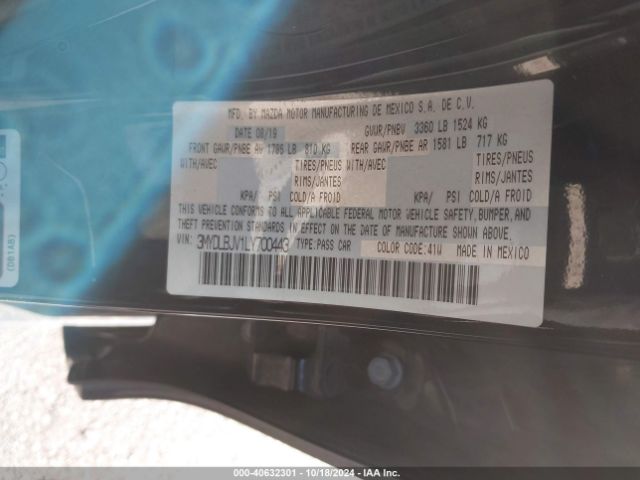 MFD. BY MAZDA MOTOR MANUFACTURING DE MEXICO S.A. DE C.V.
DATE 08/19 GVWR/PNBV 3360 LB 1524 KG
FRONT GAWR/PNBE AV 1785 LB 810 KG REAR GAWR/PNBE AR 1581 LB 717 KG
WITH/AVEC TIRES/PNEUS WITH/AVEC TIRES/PNEUS
RIMS/JANTES RIMS/JANTES
KPA/ PSI COLD/A FROID KPA/ PSI COLD/A FROID
THIS VEHICLE CONFORMS TO ALL APPLICABLE FEDERAL MOTOR VEHICLE SAFETY, BUMPER, AND
THEFT PREVENTION STANDARDS IN EFFECT ON THE DATE OF MANUFACTURE SHOWN ABOVE.
VIN: 3MYDLBJV1LY700443 TYPE: PASS CAR COLOR CODE: 41W MADE IN MEXICO
(DB1AB)
000-40632301 - 10/18/2024 - IAA Inc.